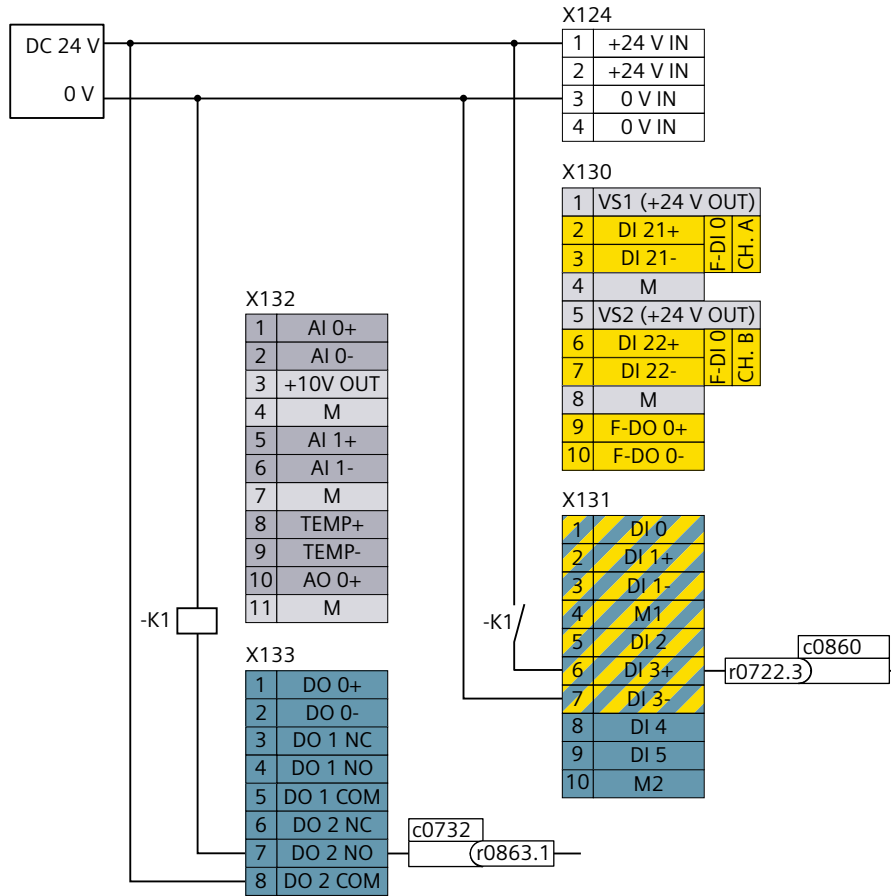 DC 24 V
0 V
X124
1 +24 V IN
2 +24 V IN
3 0 V IN
4 0 V IN
X130
1 VS1 (+24 V OUT)
2 DI 21+
3 DI 21-
F-DI 0
CH. A
4 M
5 VS2 (+24 V OUT)
6 DI 22+
7 DI 22-
F-DI 0
CH. B
8 M
9 F-DO 0+
10 F-DO 0-
X132
1 AI 0+
2 AI 0-
3 +10V OUT
4 M
5 AI 1+
6 AI 1-
7 M
8 TEMP+
9 TEMP-
10 AO 0+
11 M
X131
1 DI 0
2 DI 1+
3 DI 1-
4 M1
5 DI 2
6 DI 3+
7 DI 3-
8 DI 4
9 DI 5
10 M2
c0860
r0722.3
-K1
-K1
X133
1 DO 0+
2 DO 0-
3 DO 1 NC
4 DO 1 NO
5 DO 1 COM
6 DO 2 NC
7 DO 2 NO
8 DO 2 COM
c0732
r0863.1